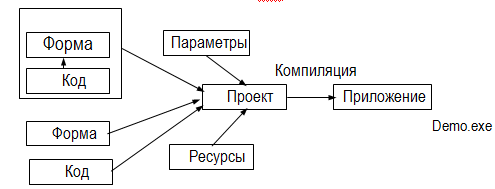 Форма
Код
Параметры
Компиляция
Проект
Приложение
Demo.exe
Форма
Ресурсы
Код